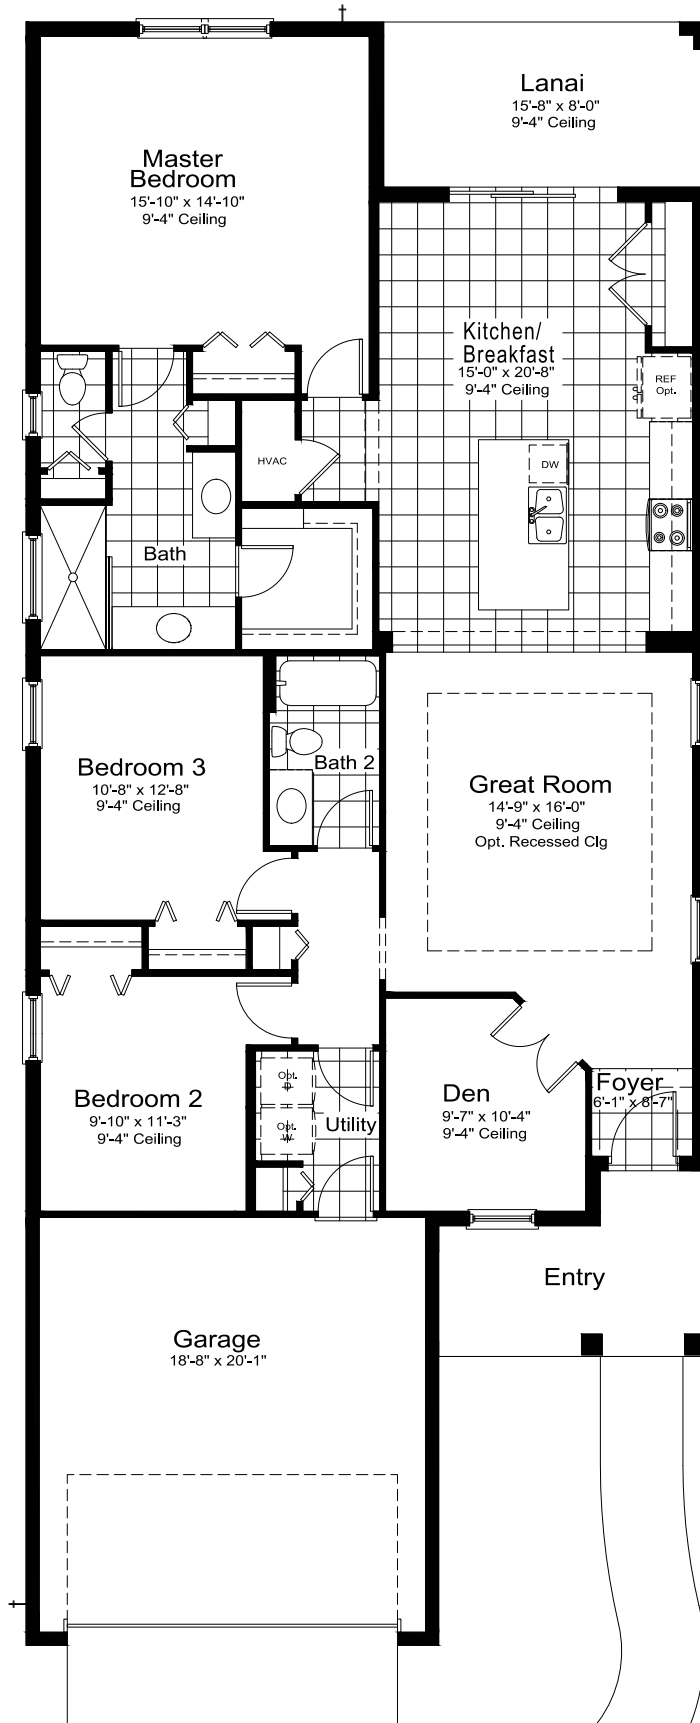 Lanai
15'-8" x 8'-0"
9'-4" Ceiling
Master
Bedroom
15'-10" x 14'-10"
9'-4" Ceiling
Kitchen/
Breakfast
15'-0" x 20'-8"
9'-4" Ceiling
REF
Opt.
HVAC
DW
Bath
Bedroom 3
10'-8" x 12'-8"
9'-4" Ceiling
Bath 2
Great Room
14'-9" x 16'-0"
9'-4" Ceiling
Opt. Recessed Clg
Opt.
D
Opt.
W
Utility
Bedroom 2
9'-10" x 11'-3"
9'-4" Ceiling
Den
9'-7" x 10'-4"
9'-4" Ceiling
Foyer
6'-1" x 8'-7"
Entry
Garage
18'-8" x 20'-1"